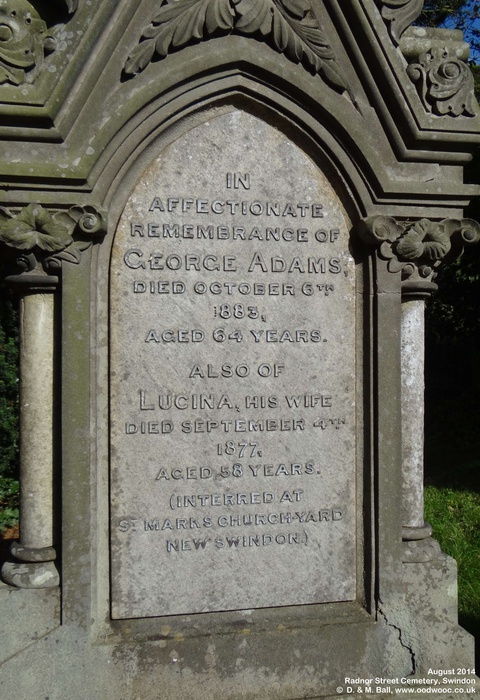 IN
AFFECTIONATE
REMEMBRANCE OF
GEORGE ADAMS,
DIED OCTOBER 6TH
1883,
AGED 64 YEARS.
ALSO OF
LUCINA, HIS WIFE
DIED SEPTEMBER 4TH
1877,
AGED 58 YEARS.
(INTERRED AT
ST MARKS CHURCH-YARD
NEW SWINDON.)
August 2014
Radnor Street Cemetery, Swindon
© D. & M. Ball, www.oodwooc.co.uk